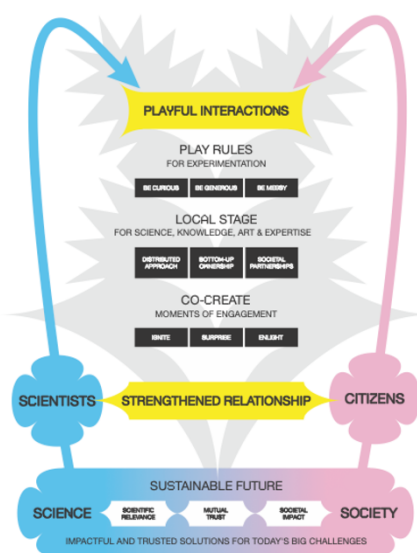 PLAYFUL INTERACTIONS
PLAY RULES
FOR EXPERIMENTATION
BE CURIOUS BE GENEROUS BE MESSY
LOCAL STAGE
FOR SCIENCE, KNOWLEDGE, ART & EXPERTISE
DISTRIBUTED APPROACH
BOTTOM-UP OWNERSHIP
SOCIETAL PARTNERSHIPS
CO-CREATE
MOMENTS OF ENGAGEMENT
IGNITE SURPRISE ENLIGHT
SCIENTISTS STRENGTHENED RELATIONSHIP CITIZENS
SUSTAINABLE FUTURE
SCIENCE
SCIENTIFIC RELEVANCE
MUTUAL TRUST
SOCIETAL IMPACT
SOCIETY
IMPACTFUL AND TRUSTED SOLUTIONS FOR TODAY'S BIG CHALLENGES